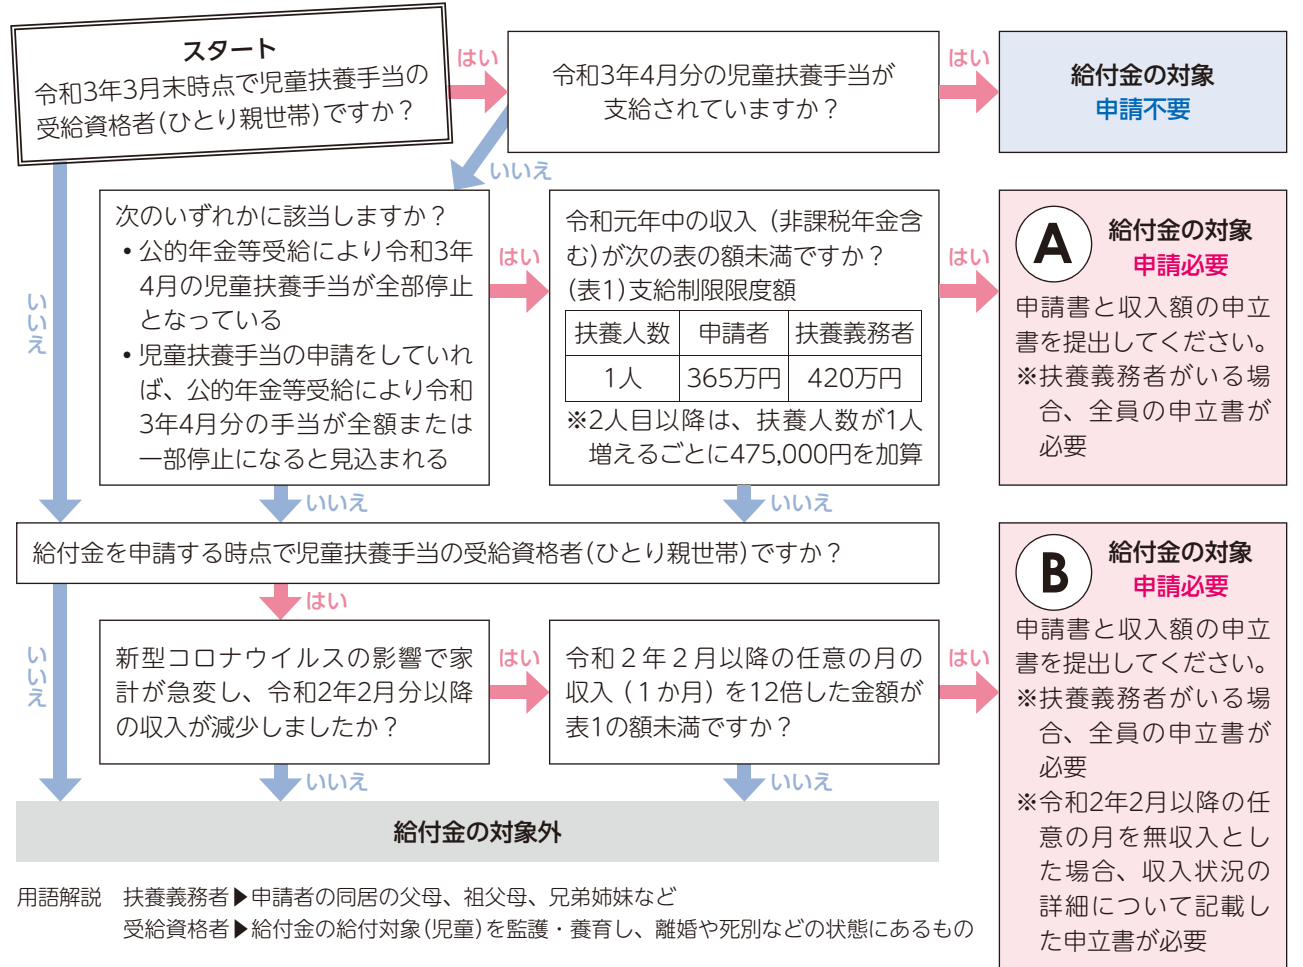 スタート
令和3年3月末時点で児童扶養手当の
受給資格者(ひとり親世帯)ですか？
はい
令和3年4月分の児童扶養手当が
支給されていますか？
はい
給付金の対象
申請不要
いいえ
いいえ
次のいずれかに該当しますか？
•公的年金等受給により令和3年
4月の児童扶養手当が全部停止
となっている
•児童扶養手当の申請をしていれ
ば、公的年金等受給により令和
3年4月分の手当が全額または
一部停止になると見込まれる
はい
令和元年中の収入（非課税年金含
む)が次の表の額未満ですか？
(表1)支給制限限度額
扶養人数 申請者 扶養義務者
1人 365万円 420万円
※2人目以降は、扶養人数が1人
増えるごとに475,000円を加算
はい
A
給付金の対象
申請必要
申請書と収入額の申立
書を提出してください。
※扶養義務者がいる場
合、全員の申立書が
必要
いいえ
いいえ
給付金を申請する時点で児童扶養手当の受給資格者(ひとり親世帯)ですか？
はい
いいえ
新型コロナウイルスの影響で家
計が急変し、令和2年2月分以降
の収入が減少しましたか？
はい
令和２年２月以降の任意の月の
収入（１か月）を12倍した金額が
表1の額未満ですか？
はい
B
給付金の対象
申請必要
申請書と収入額の申立
書を提出してください。
※扶養義務者がいる場
合、全員の申立書が
必要
※令和2年2月以降の任
意の月を無収入とし
た場合、収入状況の
詳細について記載し
た申立書が必要
いいえ
いいえ
給付金の対象外
用語解説 扶養義務者▶申請者の同居の父母、祖父母、兄弟姉妹など
受給資格者▶給付金の給付対象(児童)を監護・養育し、離婚や死別などの状態にあるもの